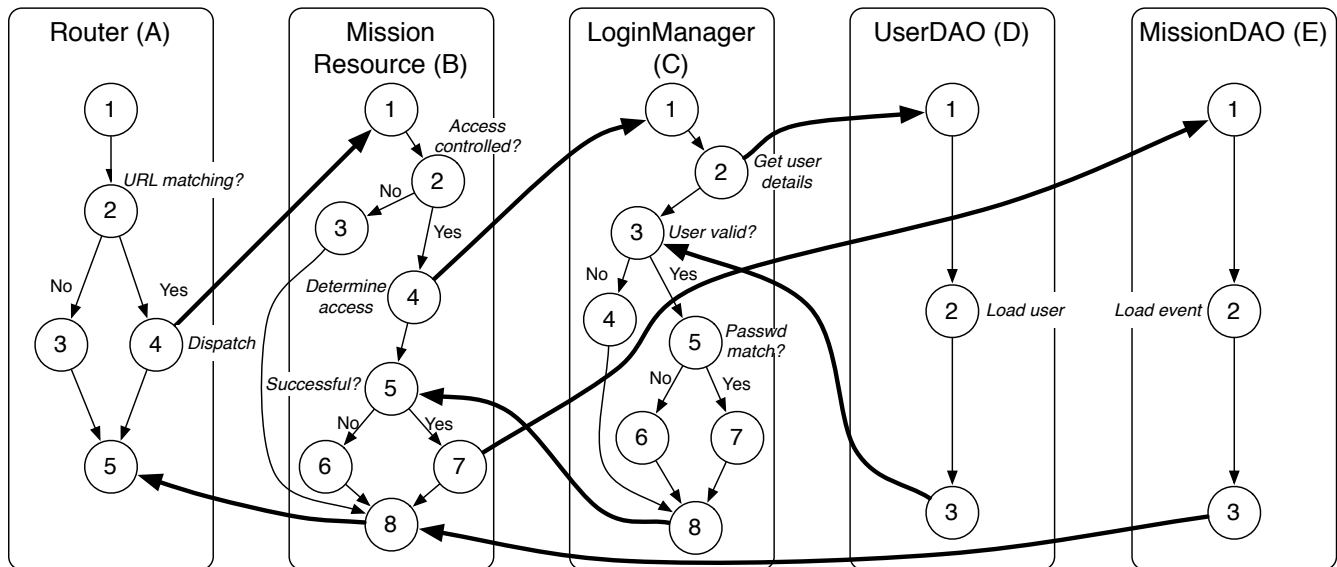 Router (A)
1
URL matching?
2
No
Yes
3
4
Dispatch
5
Mission
Resource (B)
1
Access
controlled?
2
No
3
Yes
Determine
access
4
Successful?
5
No
Yes
6
7
8
LoginManager
(C)
1
2
Get user
details
3
User valid?
No
Yes
4
5
Passwd
match?
No
Yes
6
7
8
UserDAO (D)
1
2
Load user
3
MissionDAO (E)
1
Load event
2
3